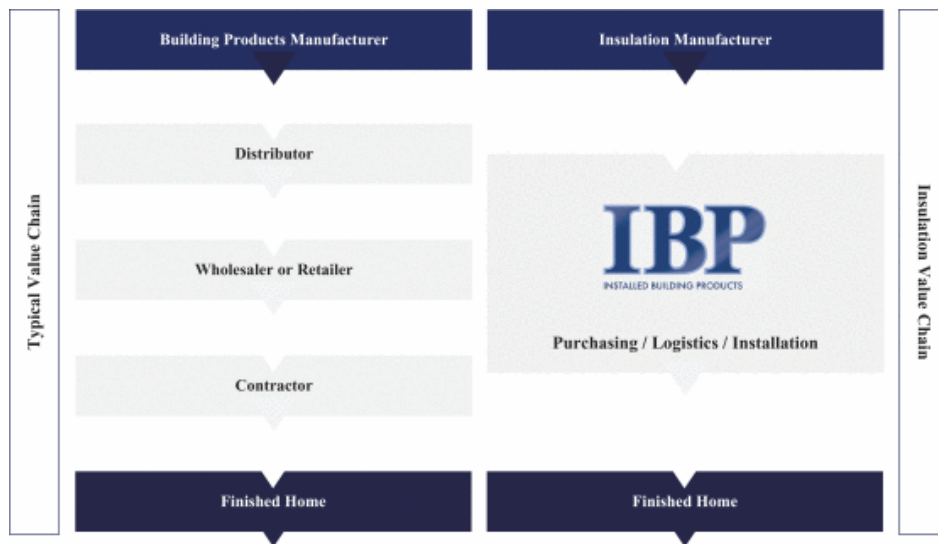 Typical Value Chain
Building Products Manufacturer
Distributor
Wholesaler or Retailer
Contractor
Finished Home
Insulation Manufacturer
IBP
INSTALLED BUILDING PRODUCTS
Purchasing / Logistics / Installation
Finished Home
Insulation Value Chain